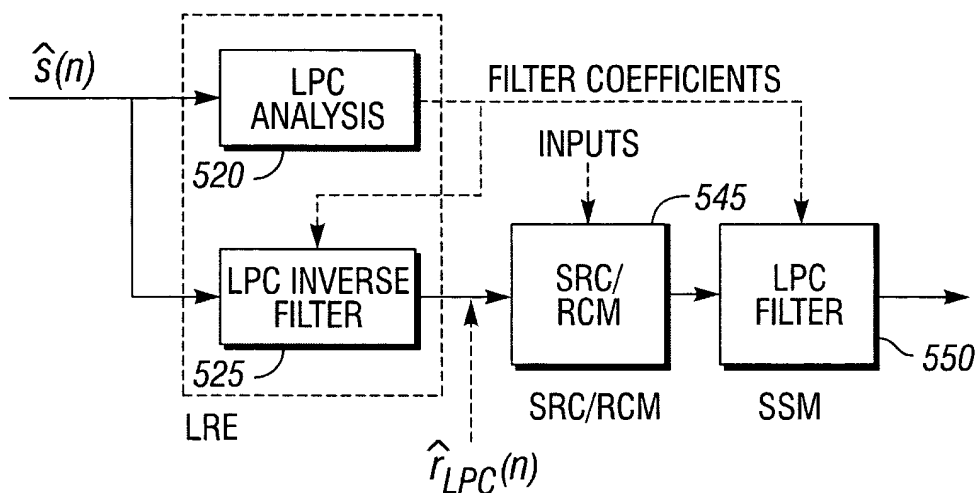 ŝ(n)
LPC
ANALYSIS
520
FILTER COEFFICIENTS
INPUTS
545
LPC INVERSE
FILTER
525
SRC/
RCM
LPC
FILTER
550
LRE
SRC/RCM
SSM
r̂LPC(n)